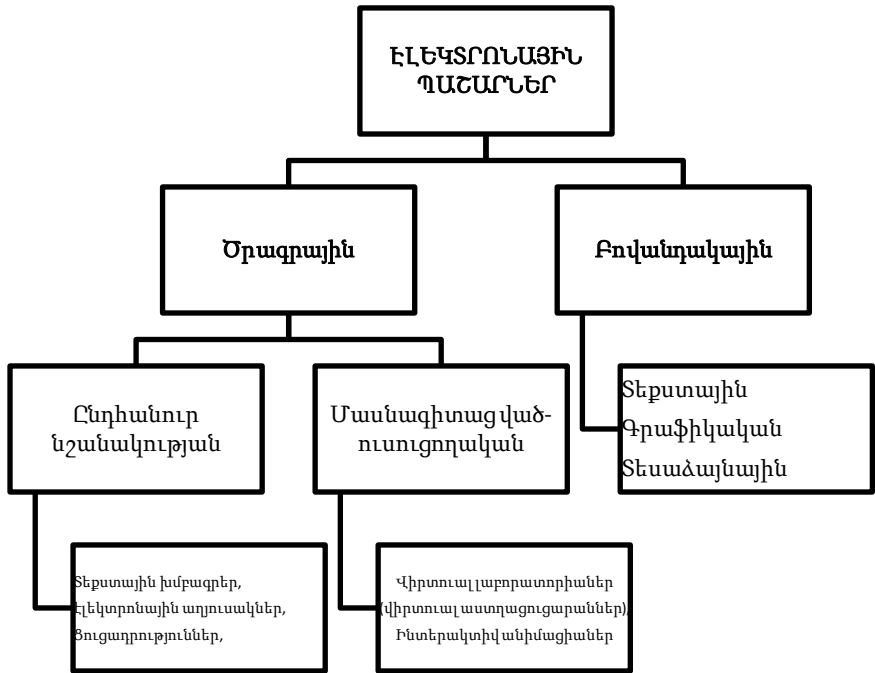 ԷԼԵԿՏՐՈՆԱՅԻՆ
ՊԱՇԱՐՆԵՐ
Ծրագրային
Բովանդակային
Ընդհանուր
նշանակության
Մասնագիտացված-
ուսուցողական
Տեքստային
Գրաֆիկական
Տեսաձայնային
Տեքստային խմբագրեր,
Էլեկտրոնային աղյուսակներ,
Ցուցադրություններ,
Վիրտուալ լաբորատորիաներ
(վիրտուալ աստղացուցարաններ),
Ինտերակտիվ անիմացիաներ